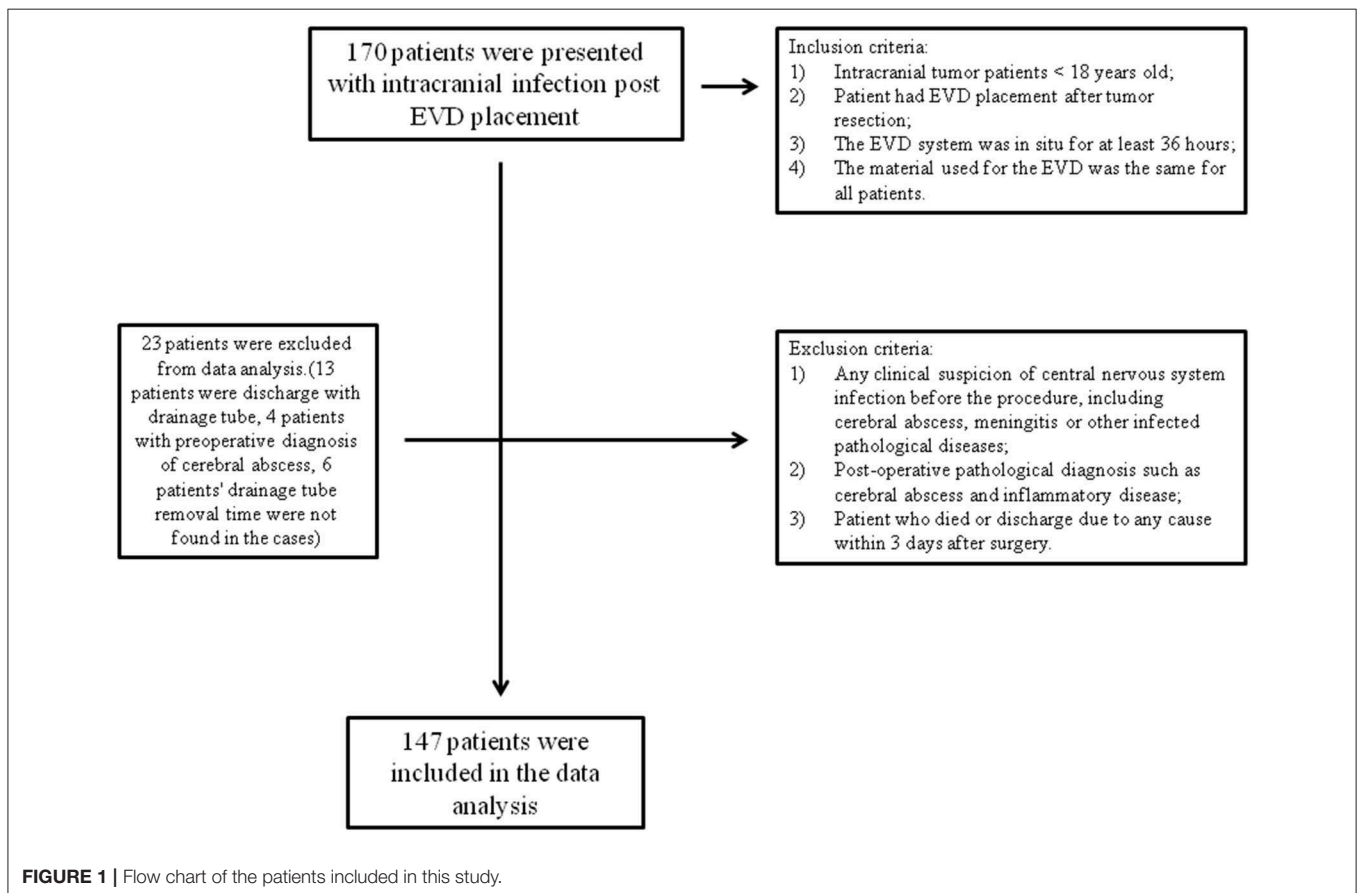 170 patients were presented
with intracranial infection post
EVD placement
Inclusion criteria:
1) Intracranial tumor patients < 18 years old;
2) Patient had EVD placement after tumor
resection;
3) The EVD system was in situ for at least 36 hours;
4) The material used for the EVD was the same for
all patients.
23 patients were excluded
from data analysis.(13
patients were discharge with
drainage tube, 4 patients
with preoperative diagnosis
of cerebral abscess, 6
patients' drainage tube
removal time were not
found in the cases)
Exclusion criteria:
1) Any clinical suspicion of central nervous system
infection before the procedure, including
cerebral abscess, meningitis or other infected
pathological diseases;
2) Post-operative pathological diagnosis such as
cerebral abscess and inflammatory disease;
3) Patient who died or discharge due to any cause
within 3 days after surgery.
147 patients were
included in the data
analysis
FIGURE 1 | Flow chart of the patients included in this study.